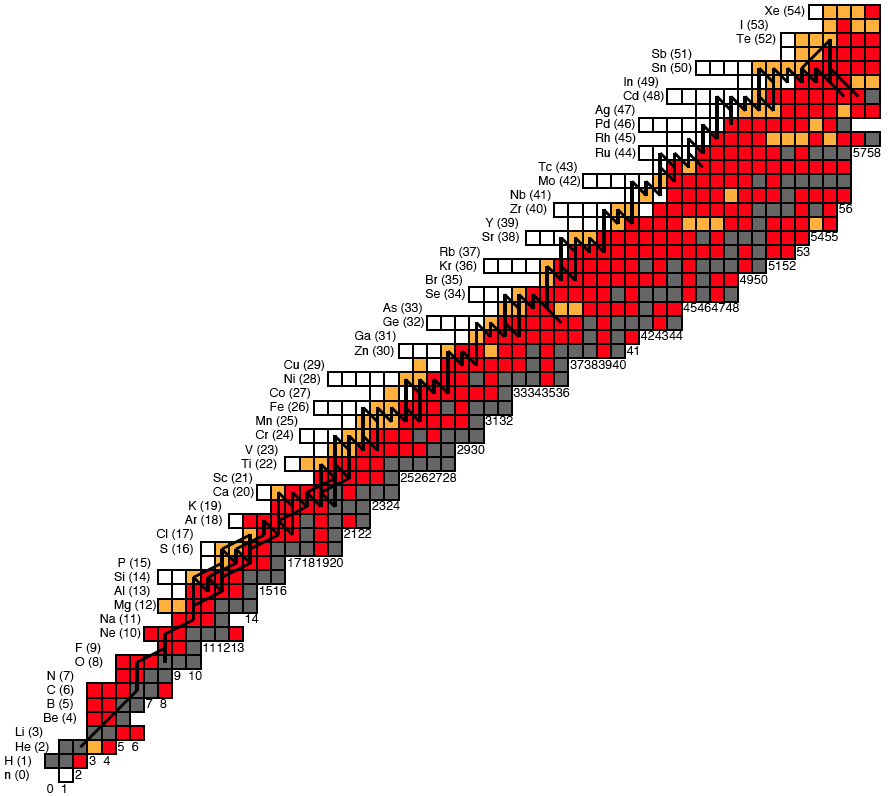 Xe (54)
I (53)
Te (52)
Sb (51)
Sn (50)
In (49)
Cd (48)
Ag (47)
Pd (46)
Rh (45)
Ru (44)
5758
Tc (43)
Mo (42)
Nb (41)
Zr (40)
56
Y (39)
Sr (38)
5455
Rb (37)
53
Kr (36)
5152
Br (35)
4950
Se (34)
As (33)
45464748
Ge (32)
Ga (31)
424344
Zn (30)
41
Cu (29)
37383940
Ni (28)
Co (27)
33343536
Fe (26)
Mn (25)
3132
Cr (24)
V (23)
2930
Ti (22)
Sc (21)
25262728
Ca (20)
K (19)
2324
Ar (18)
Cl (17)
2122
S (16)
P (15)
17181920
Si (14)
Al (13)
1516
Mg (12)
Na (11)
14
Ne (10)
F (9)
111213
O (8)
N (7)
9 10
C (6)
B (5)
7 8
Be (4)
Li (3)
He (2)
5 6
H (1)
3 4
n (0)
2
0 1